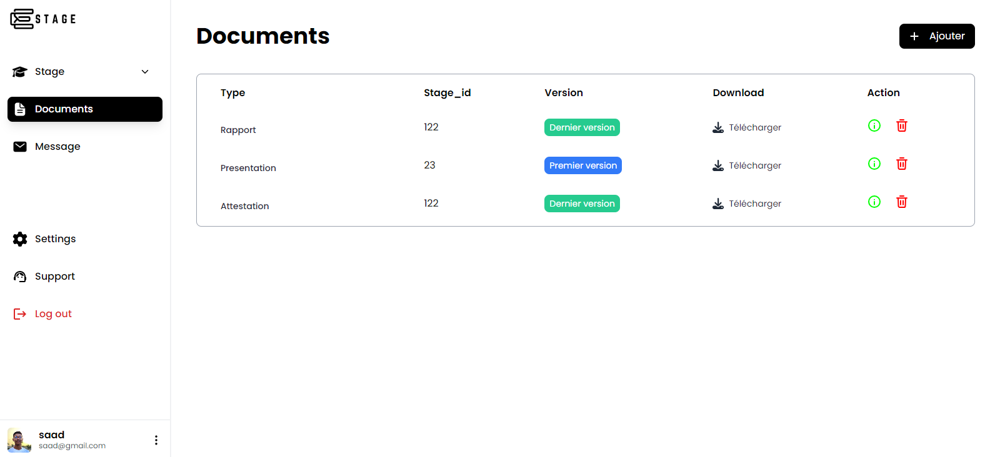 STAGE
Stage
Documents
Message
Settings
Support
Log out
saad
saad@gmail.com
Documents
Ajouter
Type Stage_id Version Download Action
Rapport 122 Dernier version Télécharger
Presentation 23 Premier version Télécharger
Attestation 122 Dernier version Télécharger